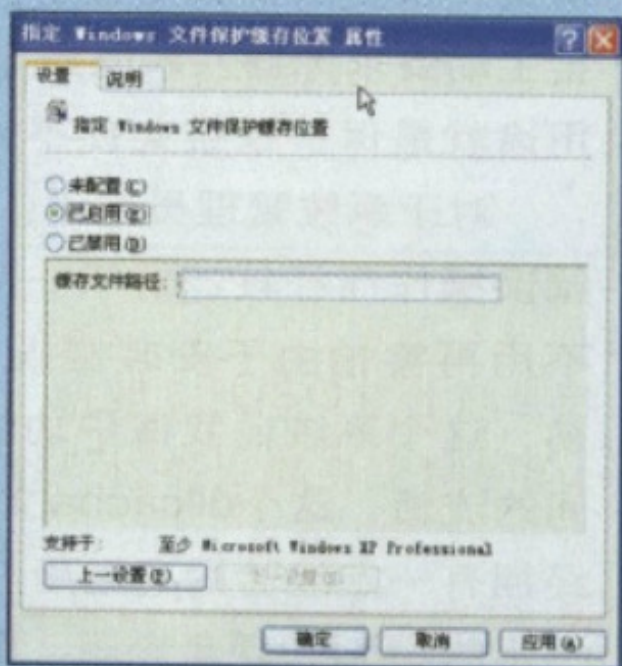 指定 Windows 文件保护缓存位置 属性
设置 说明
指定 Windows 文件保护缓存位置
未配置(C)
已启用(E)
已禁用(D)
缓存文件路径:
支持于: 至少 Microsoft Windows XP Professional
上一设置(P)
确定 取消 应用(A)